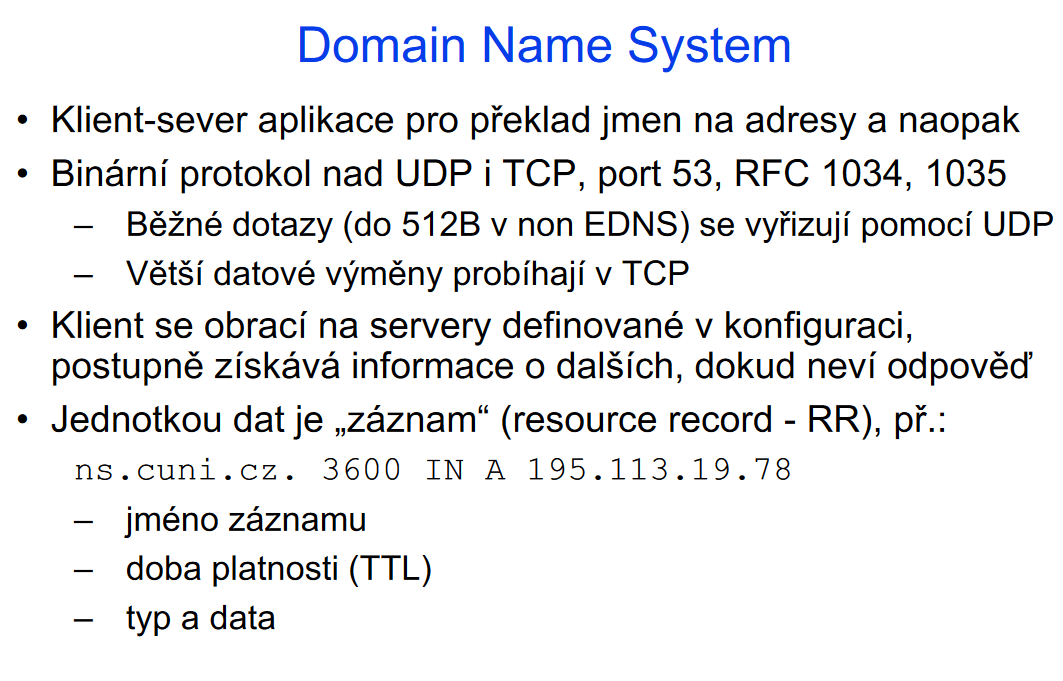 Domain Name System
• Klient-sever aplikace pro překlad jmen na adresy a naopak
• Binární protokol nad UDP i TCP, port 53, RFC 1034, 1035
– Běžné dotazy (do 512B v non EDNS) se vyřizují pomocí UDP
– Větší datové výměny probíhají v TCP
• Klient se obrací na servery definované v konfiguraci,
postupně získává informace o dalších, dokud neví odpověď
• Jednotkou dat je „záznam“ (resource record - RR), př.:
ns.cuni.cz. 3600 IN A 195.113.19.78
– jméno záznamu
– doba platnosti (TTL)
– typ a data